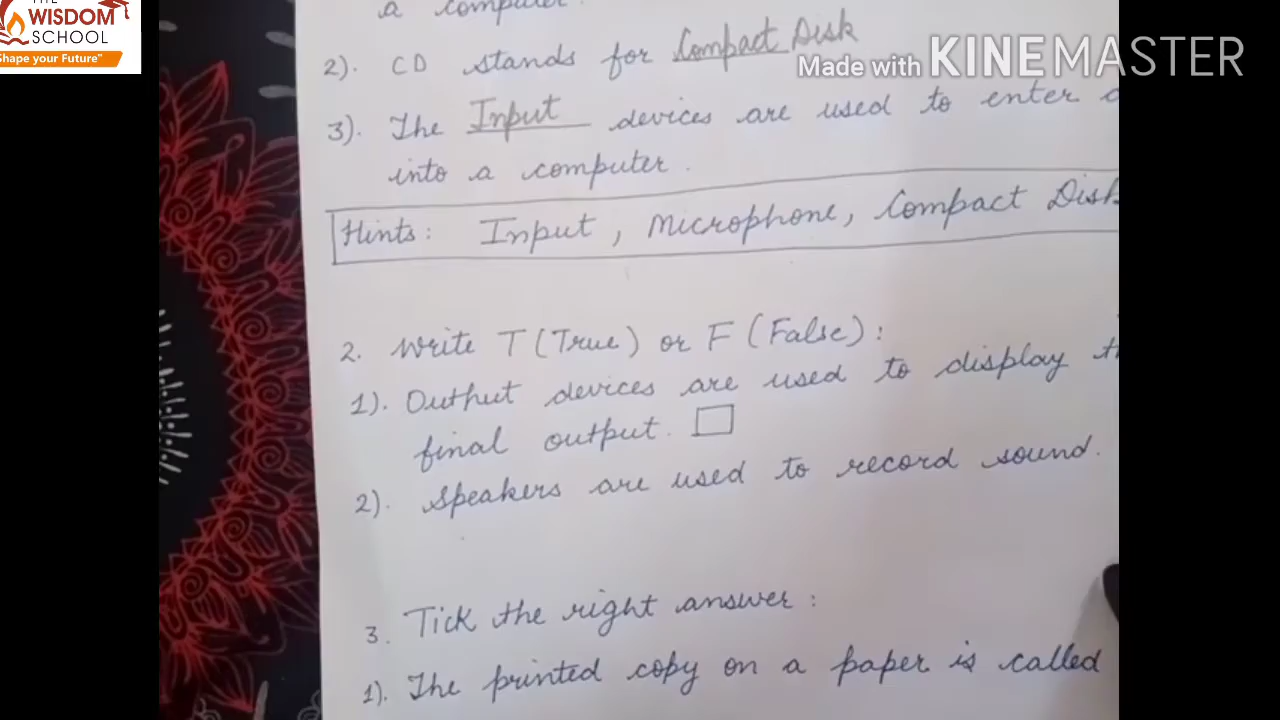 THE
WISDOM
SCHOOL
Shape your Future"
Made with KINEMASTER
a computer.
2). CD stands for Compact Disk
3). The Input devices are used to enter
into a computer.
Hints: Input, Microphone, Compact Disk
2. Write T (True) or F (False):
1). Outhut devices are used to display
final output.
2). Speakers are used to record sound.
3. Tick the right answer:
1). The printed copy on a paper is called